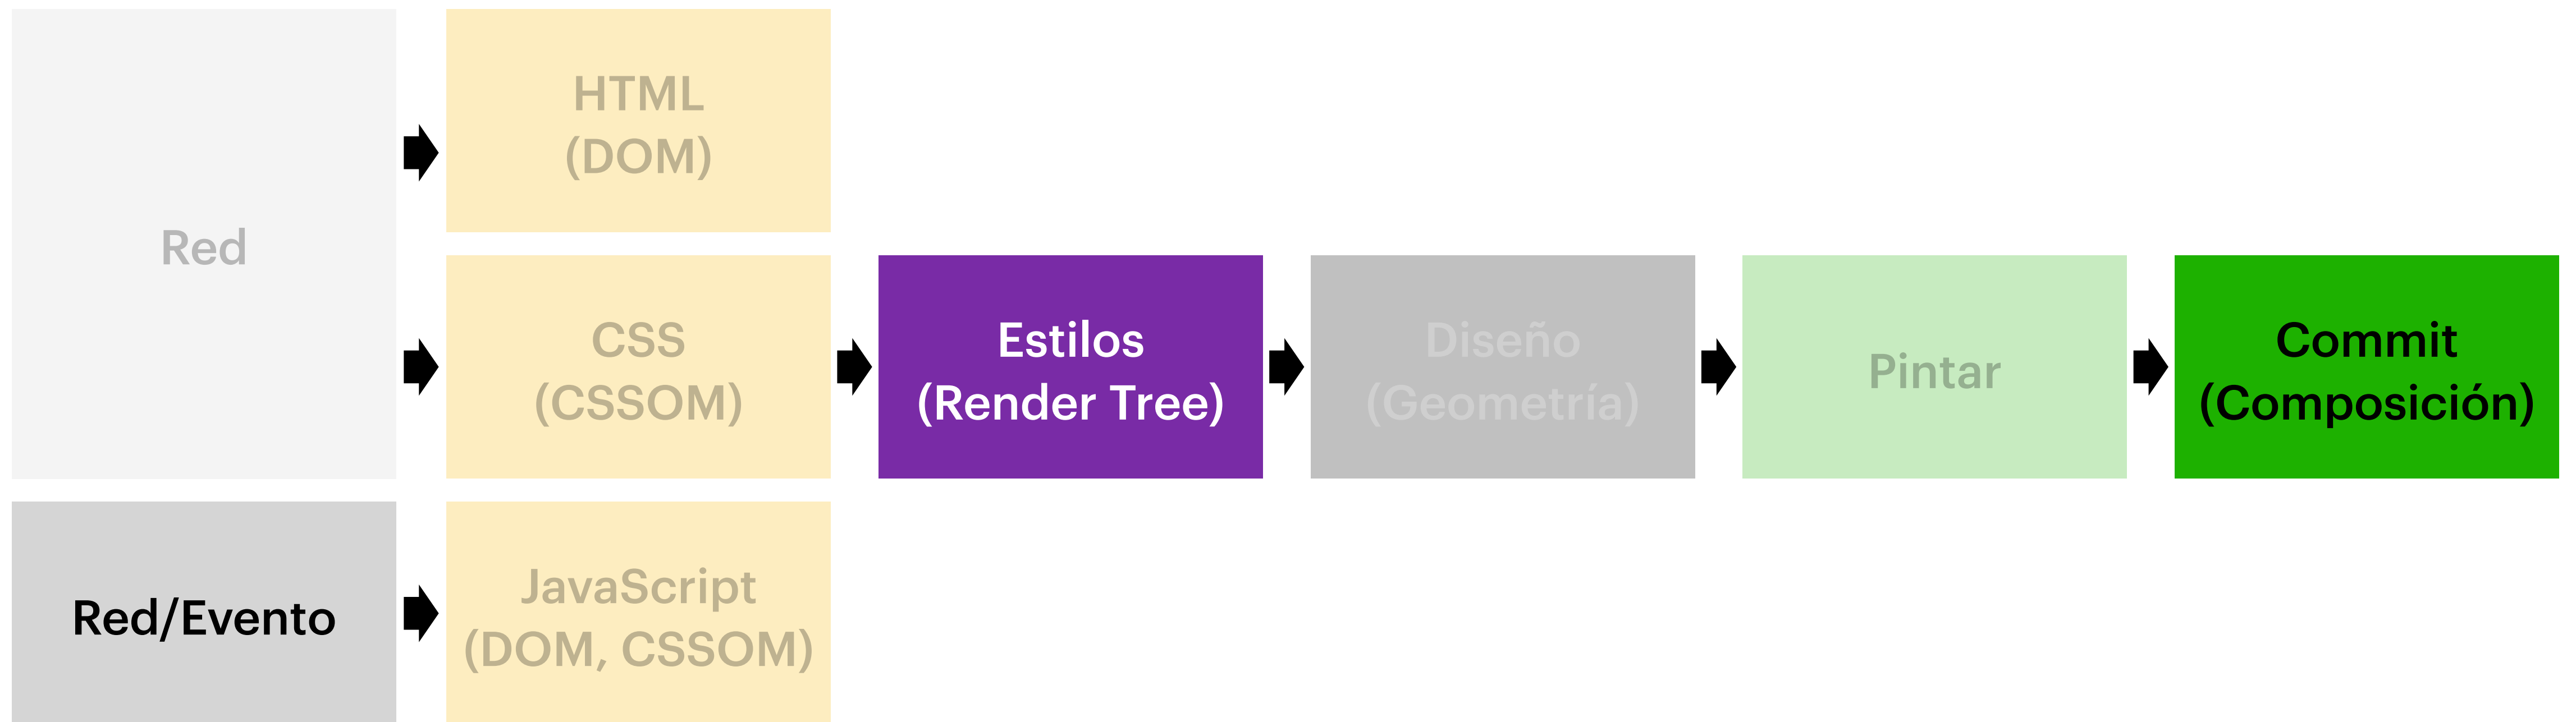 HTML
(DOM)
Red
CSS
(CSSOM)
Estilos
(Render Tree)
Diseño
(Geometría)
Pintar
Commit
(Composición)
Red/Evento
JavaScript
(DOM, CSSOM)